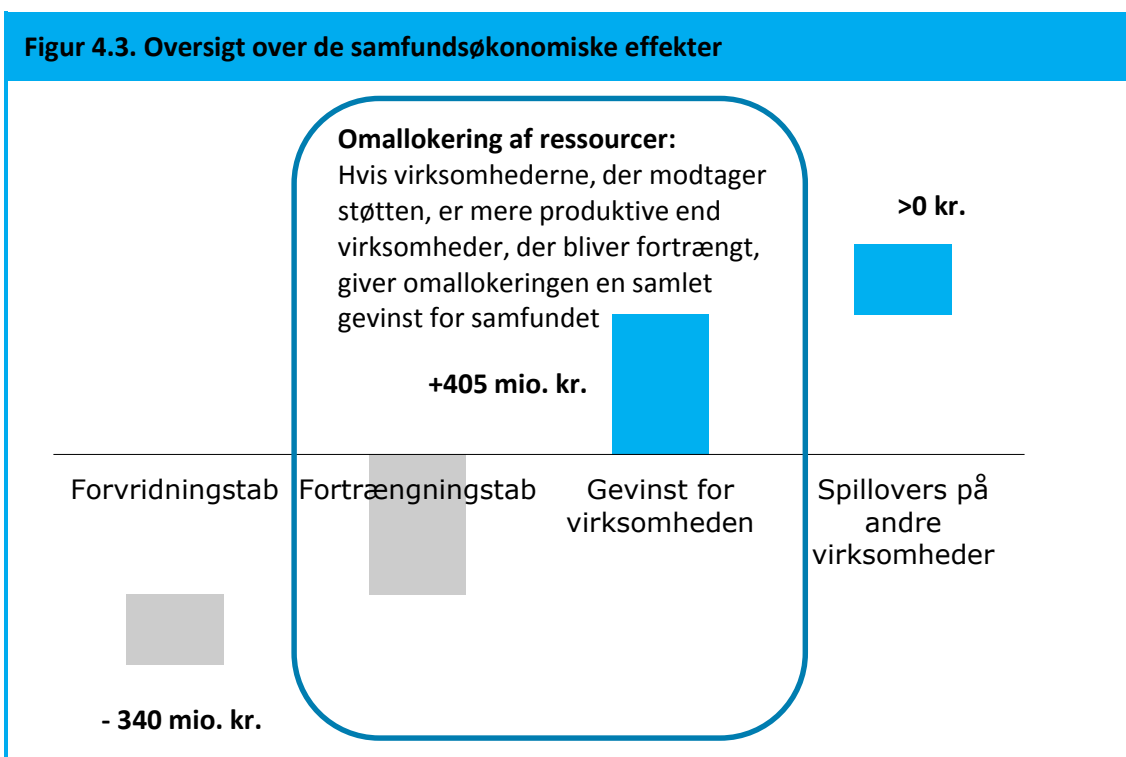 Figur 4.3. Oversigt over de samfundsøkonomiske effekter
Omallokering af ressourcer:
Hvis virksomhederne, der modtager
støtten, er mere produktive end
virksomheder, der bliver fortrængt,
giver omallokeringen en samlet
gevinst for samfundet
>0 kr.
+405 mio. kr.
Forvridningstab
Fortrængningstab
Gevinst for
virksomheden
Spillovers på
andre
virksomheder
- 340 mio. kr.